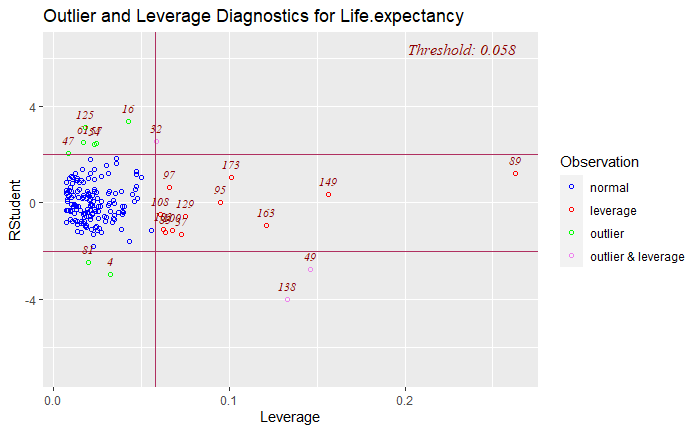 Outlier and Leverage Diagnostics for Life.expectancy
Threshold: 0.058
16
125
32
47
89
173
97
149
95
108
129
163
81
4
49
138
4
0
-4
RStudent
0.0
0.1
0.2
Leverage
Observation
normal
leverage
outlier
outlier & leverage